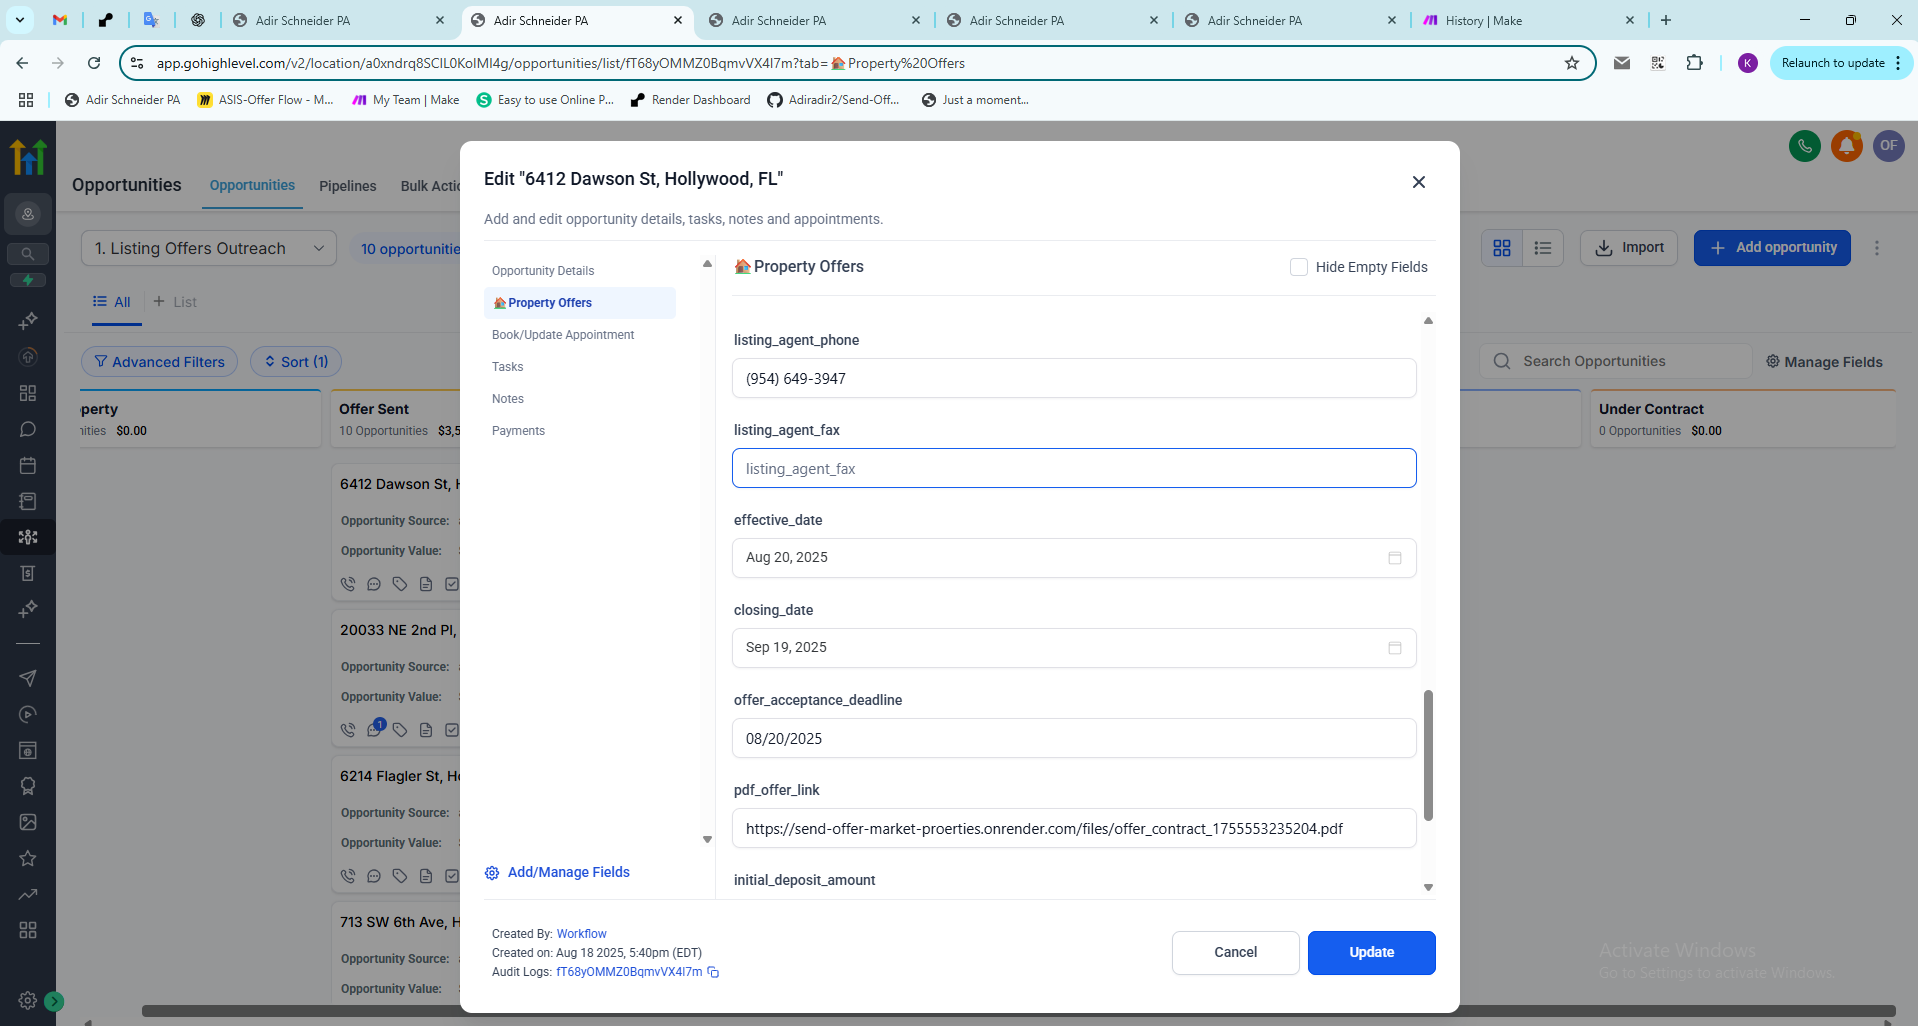 Adir Schneider PA
Adir Schneider PA
Adir Schneider PA
Adir Schneider PA
Adir Schneider PA
History | Make
app.gohighlevel.com/v2/location/a0xndrq8SCIL0KoIMI4g/opportunities/list/fT68yOMMZ0BqmvVX4I7m?tab=🏠Property%20Offers
K
Relaunch to update
Adir Schneider PA
ASIS-Offer Flow - M...
My Team | Make
Easy to use Online P...
Render Dashboard
Adiradir2/Send-Off...
Just a moment...
OF
Opportunities
Opportunities
Pipelines
Bulk Actio
1. Listing Offers Outreach
10 opportunitie
Import
Add opportunity
All
List
Advanced Filters
Sort (1)
Search Opportunities
Manage Fields
perty
nities $0.00
Offer Sent
10 Opportunities $3,5
Under Contract
0 Opportunities $0.00
6412 Dawson St, H
Opportunity Source:
Opportunity Value:
20033 NE 2nd Pl,
Opportunity Source:
Opportunity Value:
1
6214 Flagler St, Ho
Opportunity Source:
Opportunity Value:
713 SW 6th Ave, H
Opportunity Source:
Opportunity Value:
Edit "6412 Dawson St, Hollywood, FL"
Add and edit opportunity details, tasks, notes and appointments.
Opportunity Details
🏠Property Offers
Book/Update Appointment
Tasks
Notes
Payments
Add/Manage Fields
🏠Property Offers
Hide Empty Fields
listing_agent_phone
(954) 649-3947
listing_agent_fax
listing_agent_fax
effective_date
Aug 20, 2025
closing_date
Sep 19, 2025
offer_acceptance_deadline
08/20/2025
pdf_offer_link
https://send-offer-market-proerties.onrender.com/files/offer_contract_1755553235204.pdf
initial_deposit_amount
Created By: Workflow
Created on: Aug 18 2025, 5:40pm (EDT)
Audit Logs: fT68yOMMZ0BqmvVX4I7m
Cancel
Update
Activate Windows
Go to Settings to activate Windows.